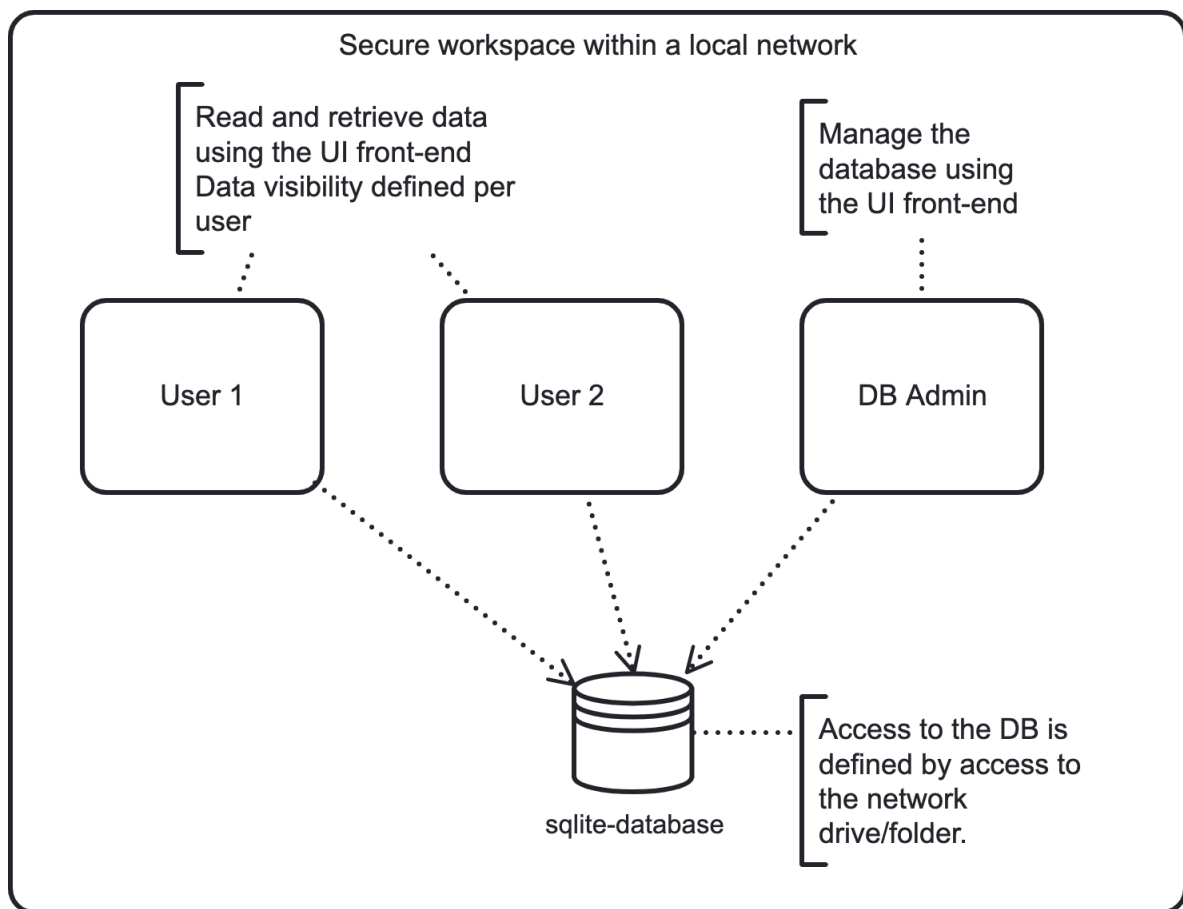 Secure workspace within a local network
Read and retrieve data
using the UI front-end
Data visibility defined per
user
Manage the
database using
the UI front-end
User 1
User 2
DB Admin
sqlite-database
Access to the DB is
defined by access to
the network
drive/folder.